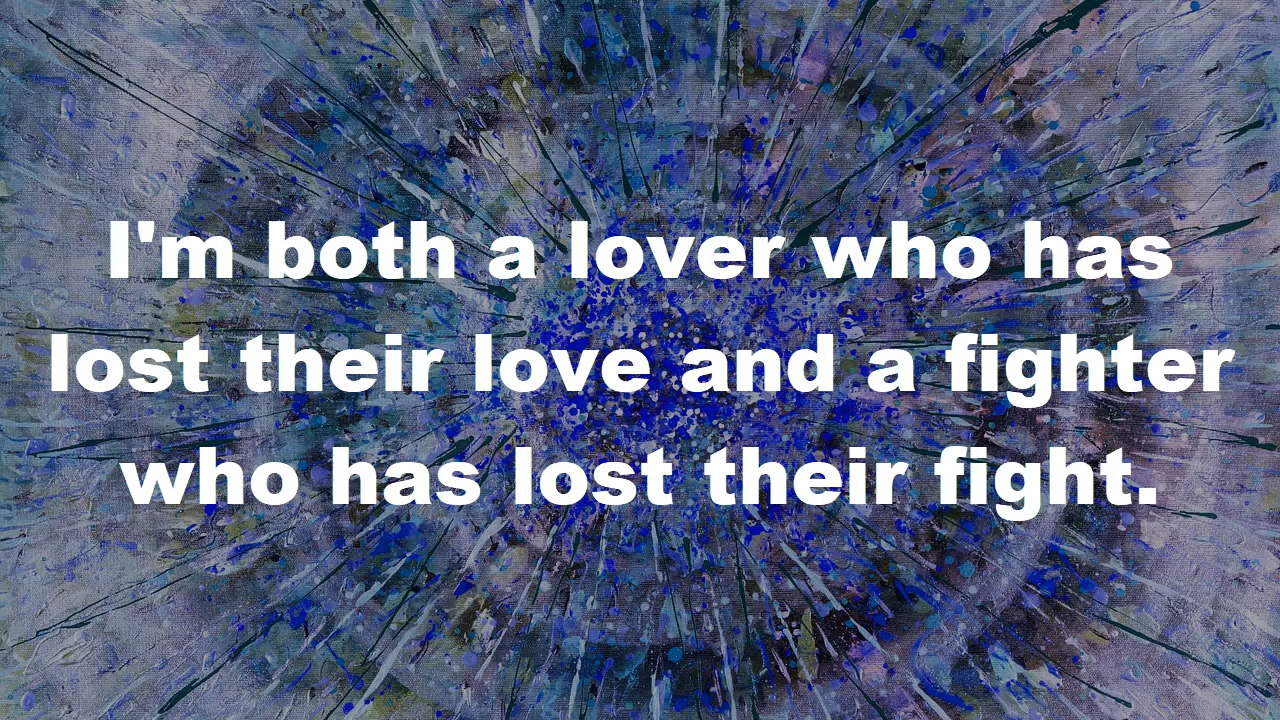 I'm both a lover who has
lost their love and a fighter
who has lost their fight.